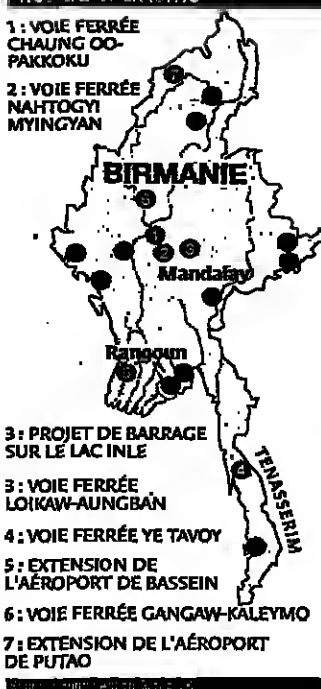 1 : VOIE FERRÉE
CHAUNG OO-
PAKKOKU
2 : VOIE FERRÉE
NAHTOGYI
MYINGYAN
7
BIRMANIE
2
Mandalay
Rangoun
TENASSERIM
3 : PROJET DE BARRAGE
SUR LE LAC INLE
3 : VOIE FERRÉE
LOIKAW-AUNGBAN
4 : VOIE FERRÉE YE TAVOY
5 : EXTENSION DE
L'AÉROPORT DE BASSEIN
6 : VOIE FERRÉE GANGAW-KALEYMO
7 : EXTENSION DE L'AÉROPORT
DE PUTAO